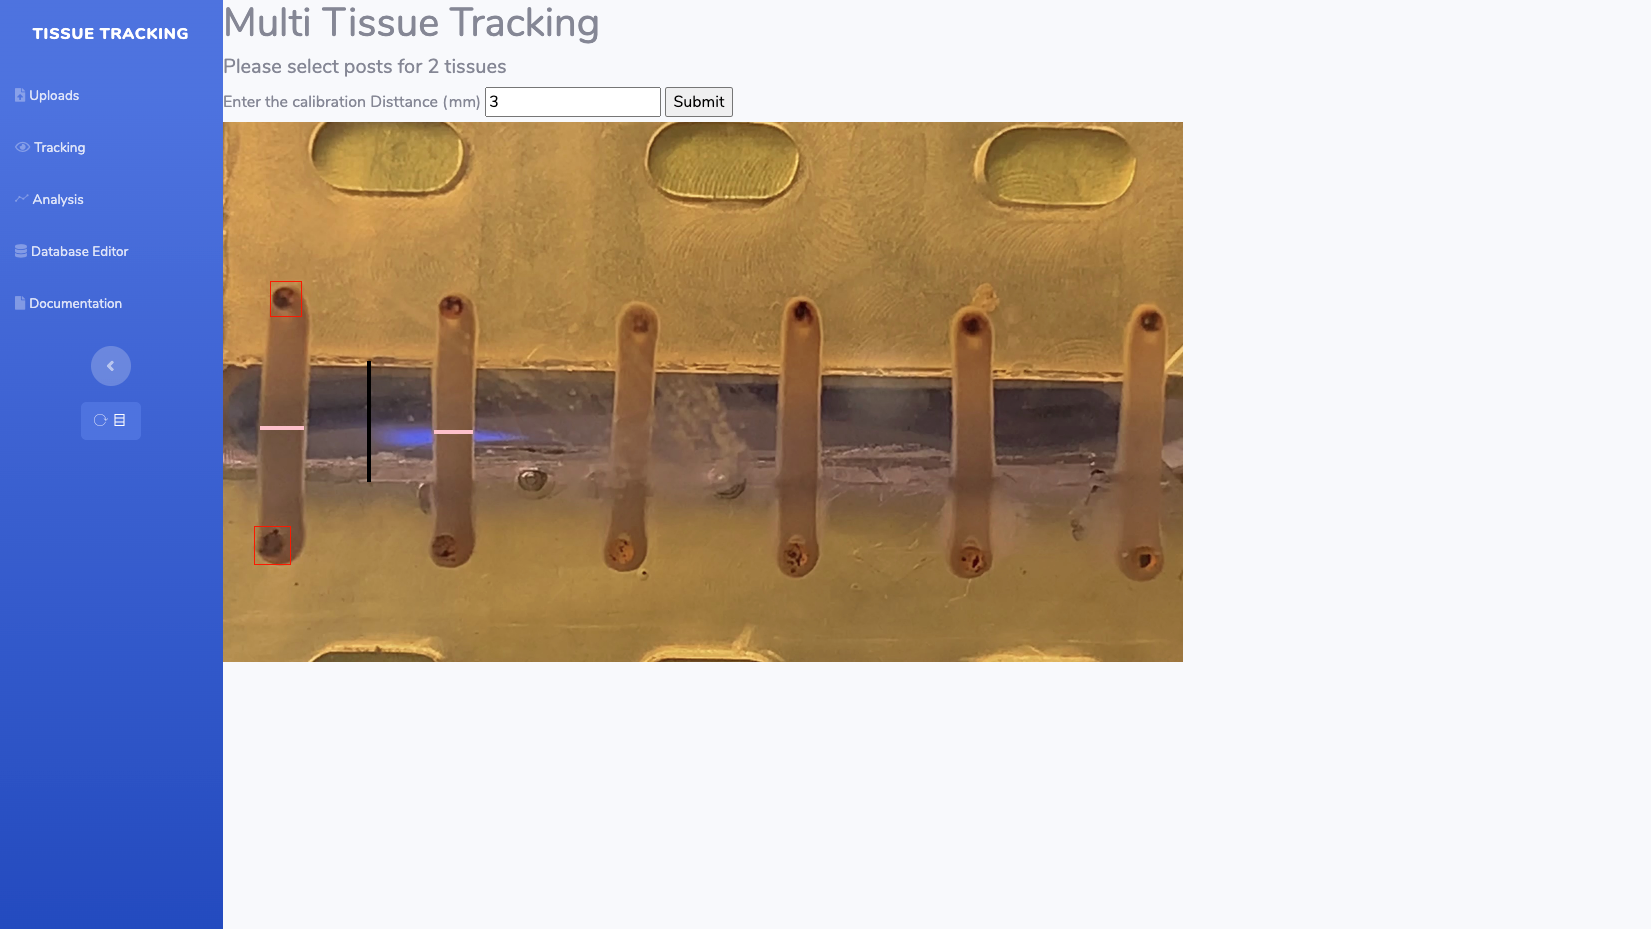 TISSUE TRACKING
Uploads
Tracking
Analysis
Database Editor
Documentation
Multi Tissue Tracking
Please select posts for 2 tissues
Enter the calibration Disttance (mm) 3 Submit